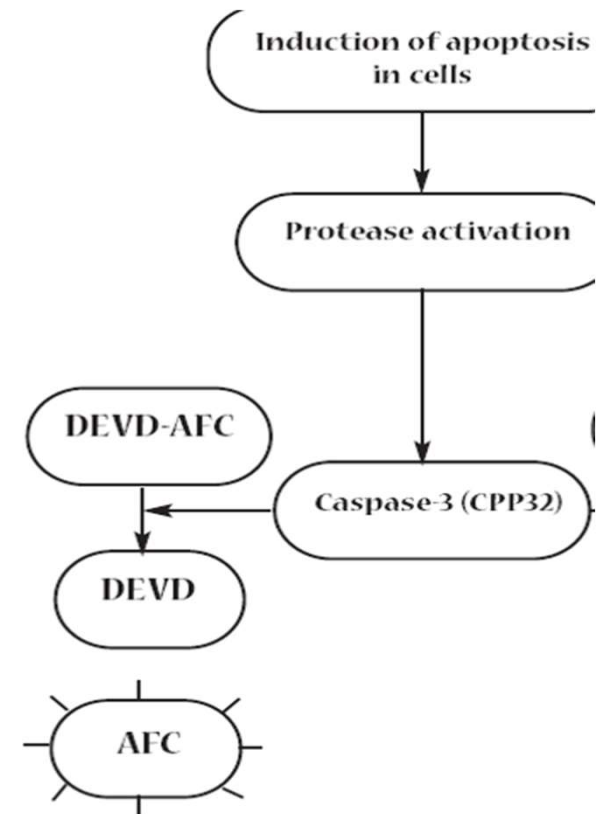 Induction of apoptosis
in cells
Protease activation
DEVD-AFC
Caspase-3 (CPP32)
DEVD
AFC